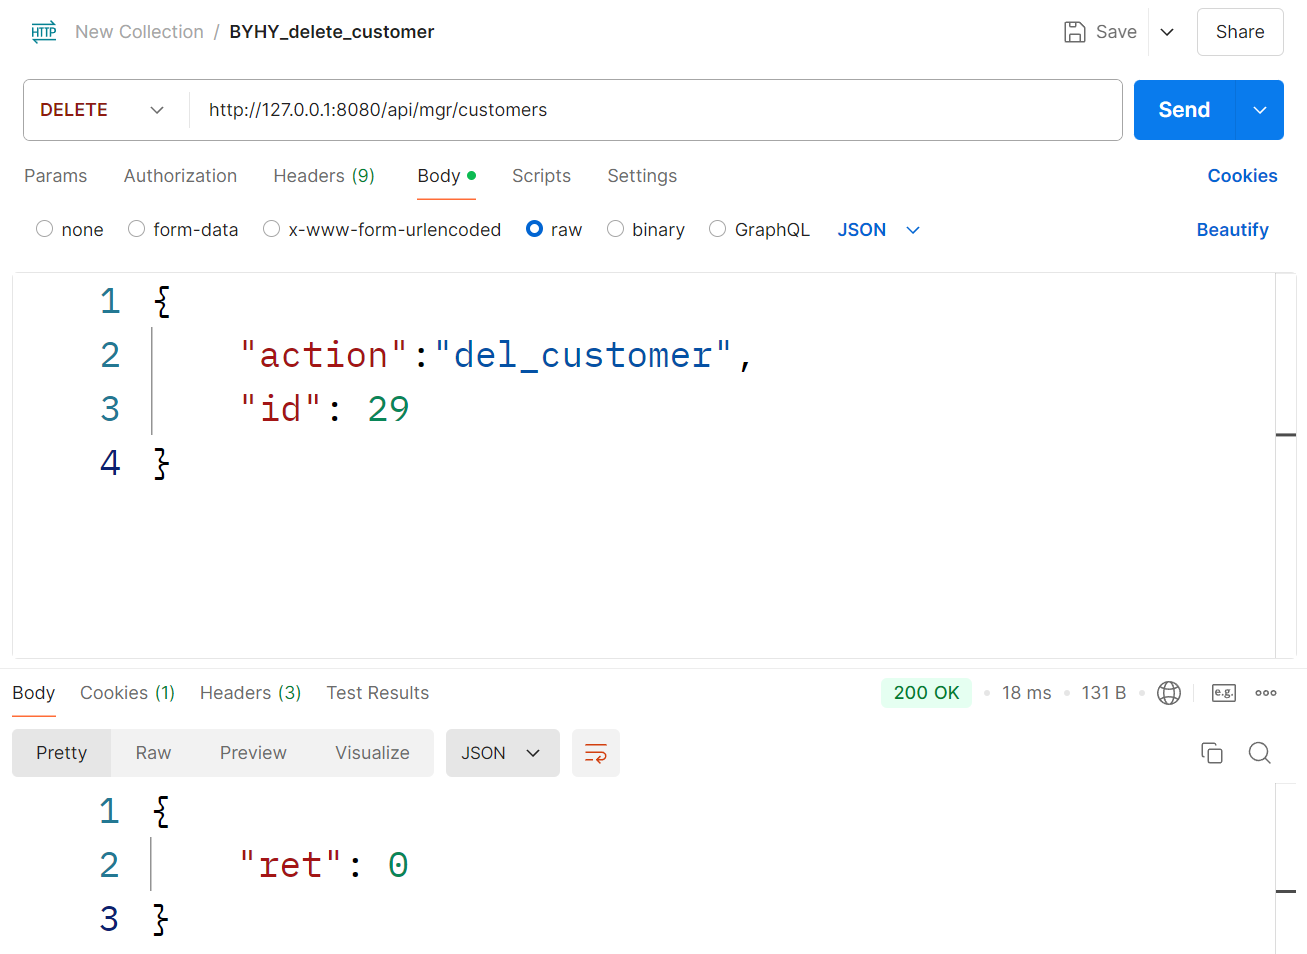 HTTP New Collection / BYHY_delete_customer Save Share
DELETE http://127.0.0.1:8080/api/mgr/customers Send
Params Authorization Headers (9) Body Scripts Settings Cookies
none form-data x-www-form-urlencoded raw binary GraphQL JSON Beautify
1 {
2 "action":"del_customer",
3 "id": 29
4 }
Body Cookies (1) Headers (3) Test Results 200 OK 18 ms 131 B e.g.
Pretty Raw Preview Visualize JSON
1 {
2 "ret": 0
3 }